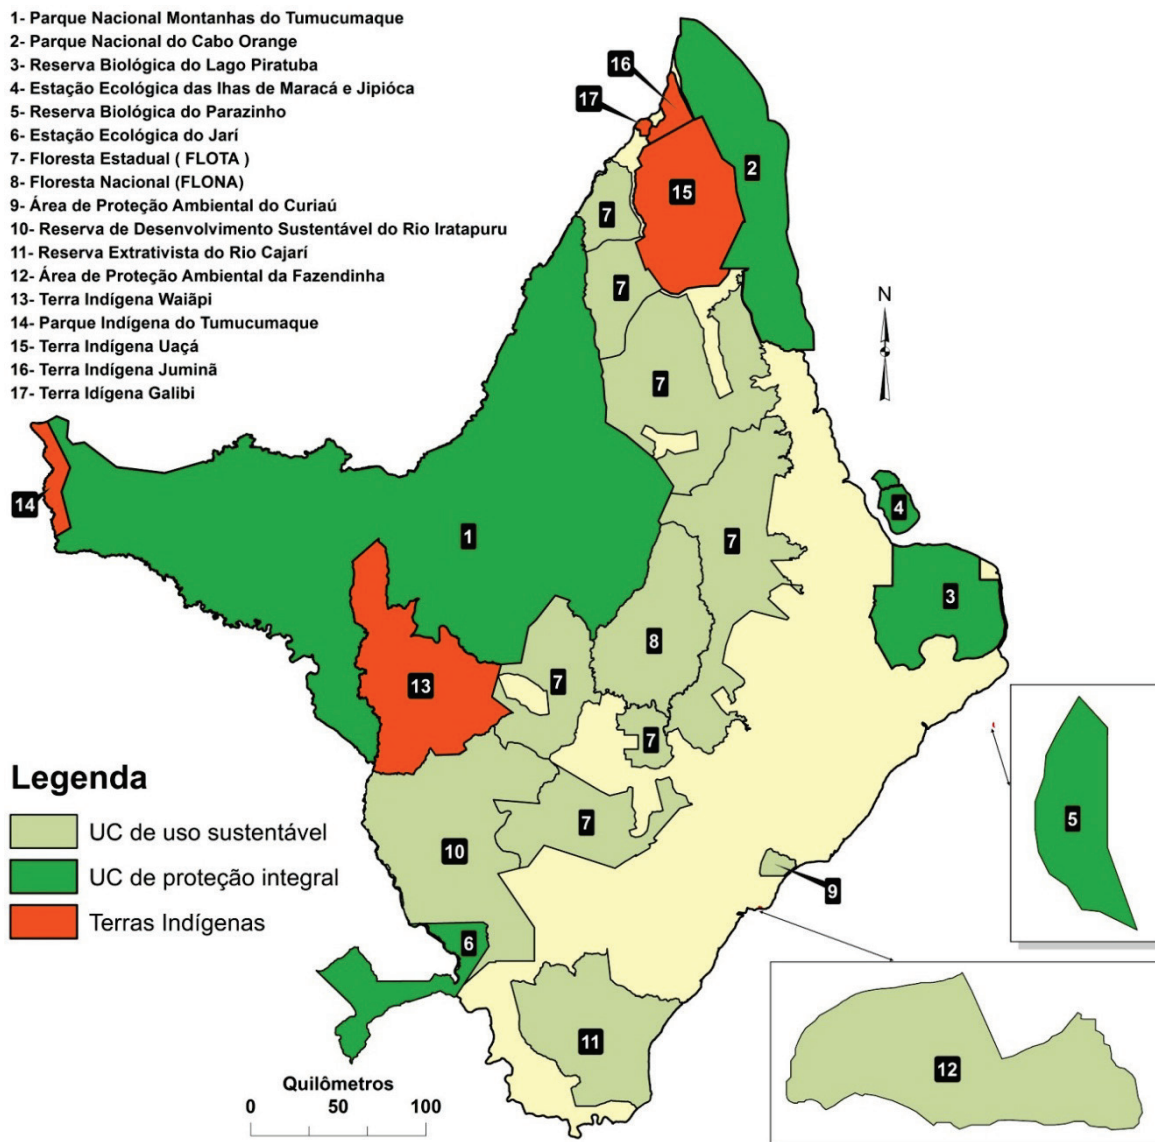 1- Parque Nacional Montanhas do Tumucumaque
2- Parque Nacional do Cabo Orange
3- Reserva Biológica do Lago Piratuba
4- Estação Ecológica das Ihas de Maracá e Jipióca
5- Reserva Biológica do Parazinho
6- Estação Ecológica do Jarí
7- Floresta Estadual ( FLOTA )
8- Floresta Nacional (FLONA)
9- Área de Proteção Ambiental do Curiaú
10- Reserva de Desenvolvimento Sustentável do Rio Iratapuru
11- Reserva Extrativista do Rio Cajarí
12- Área de Proteção Ambiental da Fazendinha
13- Terra Indígena Waiãpi
14- Parque Indígena do Tumucumaque
15- Terra Indígena Uaçá
16- Terra Indígena Juminã
17- Terra Idígena Galibi
16
17
2
15
7
7
N
7
14
4
1
7
3
8
13
7
7
5
7
10
9
6
11
12
Legenda
UC de uso sustentável
UC de proteção integral
Terras Indígenas
Quilômetros
0 50 100